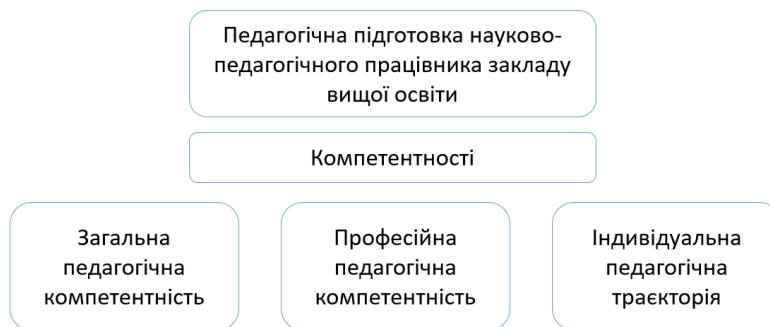 Педагогічна підготовка науково-
педагогічного працівника закладу
вищої освіти
Компетентності
Загальна
педагогічна
компетентність
Професійна
педагогічна
компетентність
Індивідуальна
педагогічна
траєкторія